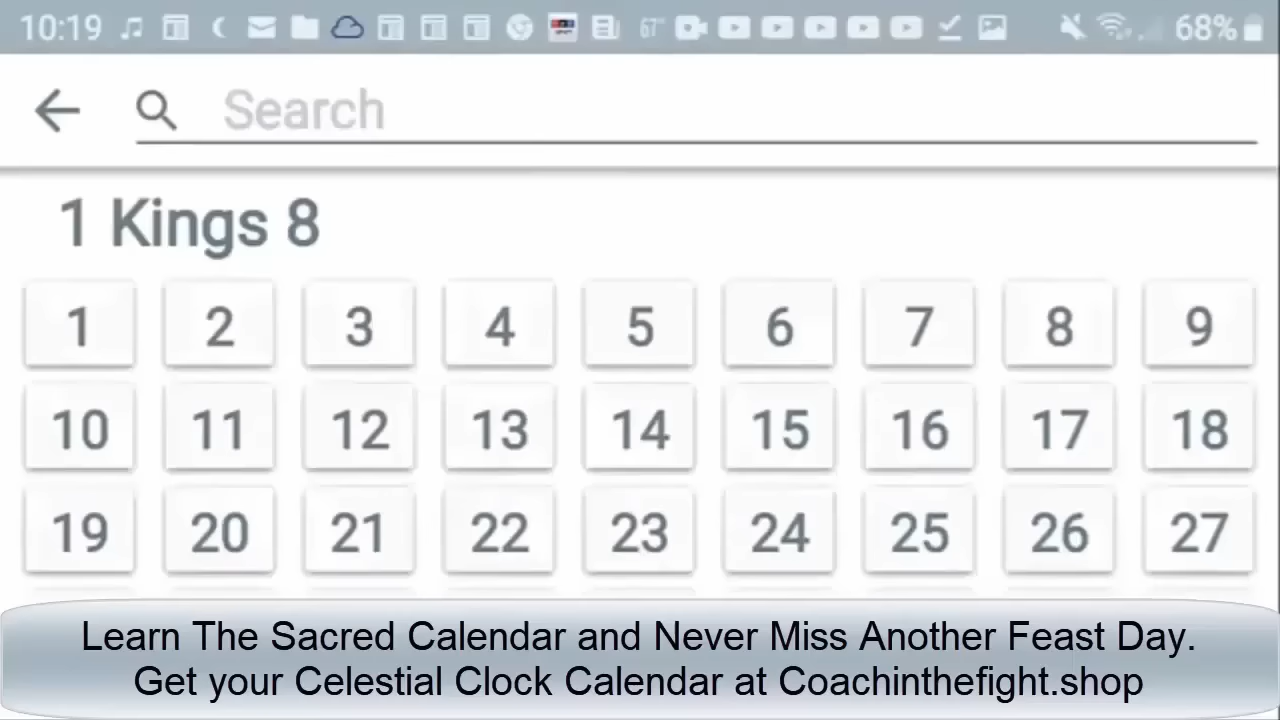 10:19 67° 68%
Search
1 Kings 8
1 2 3 4 5 6 7 8 9
10 11 12 13 14 15 16 17 18
19 20 21 22 23 24 25 26 27
Learn The Sacred Calendar and Never Miss Another Feast Day.
Get your Celestial Clock Calendar at Coachinthefight.shop